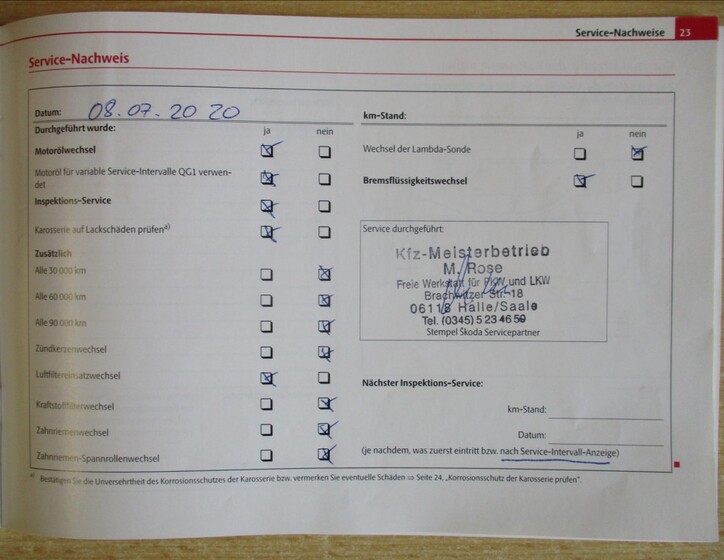 Service-Nachweise 23
Service-Nachweis
Datum: 08.07.2020
km-Stand:
Durchgeführt wurde: ja nein
ja nein
Motorölwechsel
Wechsel der Lambda-Sonde
Motoröl für variable Service-Intervalle QG1 verwen-
det
Bremsflüssigkeitswechsel
Inspektions-Service
Karosserie auf Lackschäden prüfen a)
Service durchgeführt:
Kfz-Meisterbetrieb
M. Rose
Freie Werkstatt für PKW und LKW
Brachwitzer Str. 18
06118 Halle/Saale
Tel. (0345) 5 23 46 59
Stempel Škoda Servicepartner
Zusätzlich
Alle 30 000 km
Alle 60 000 km
Alle 90 000 km
Zündkerzenwechsel
Luftfiltereinsatzwechsel
Kraftstofffilterwechsel
Zahnriemenwechsel
Zahnriemen-Spannrollenwechsel
Nächster Inspektions-Service:
km-Stand:
Datum:
(je nachdem, was zuerst eintritt bzw. nach Service-Intervall-Anzeige)
a) Bestätigen Sie die Unversehrtheit des Korrosionsschutzes der Karosserie bzw. vermerken Sie eventuelle Schäden ⇒ Seite 24, „Korrosionsschutz der Karosserie prüfen".